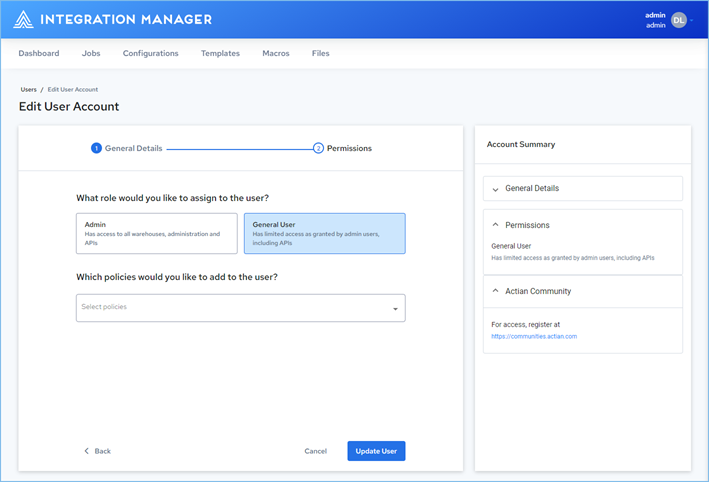 INTEGRATION MANAGER
admin
admin
DL
Dashboard Jobs Configurations Templates Macros Files
Users / Edit User Account
Edit User Account
1 General Details 2 Permissions
What role would you like to assign to the user?
Admin
Has access to all warehouses, administration and
APIs
General User
Has limited access as granted by admin users,
including APIs
Which policies would you like to add to the user?
Select policies
Back Cancel Update User
Account Summary
General Details
Permissions
General User
Has limited access as granted by admin users, including APIs
Actian Community
For access, register at
https://communities.actian.com